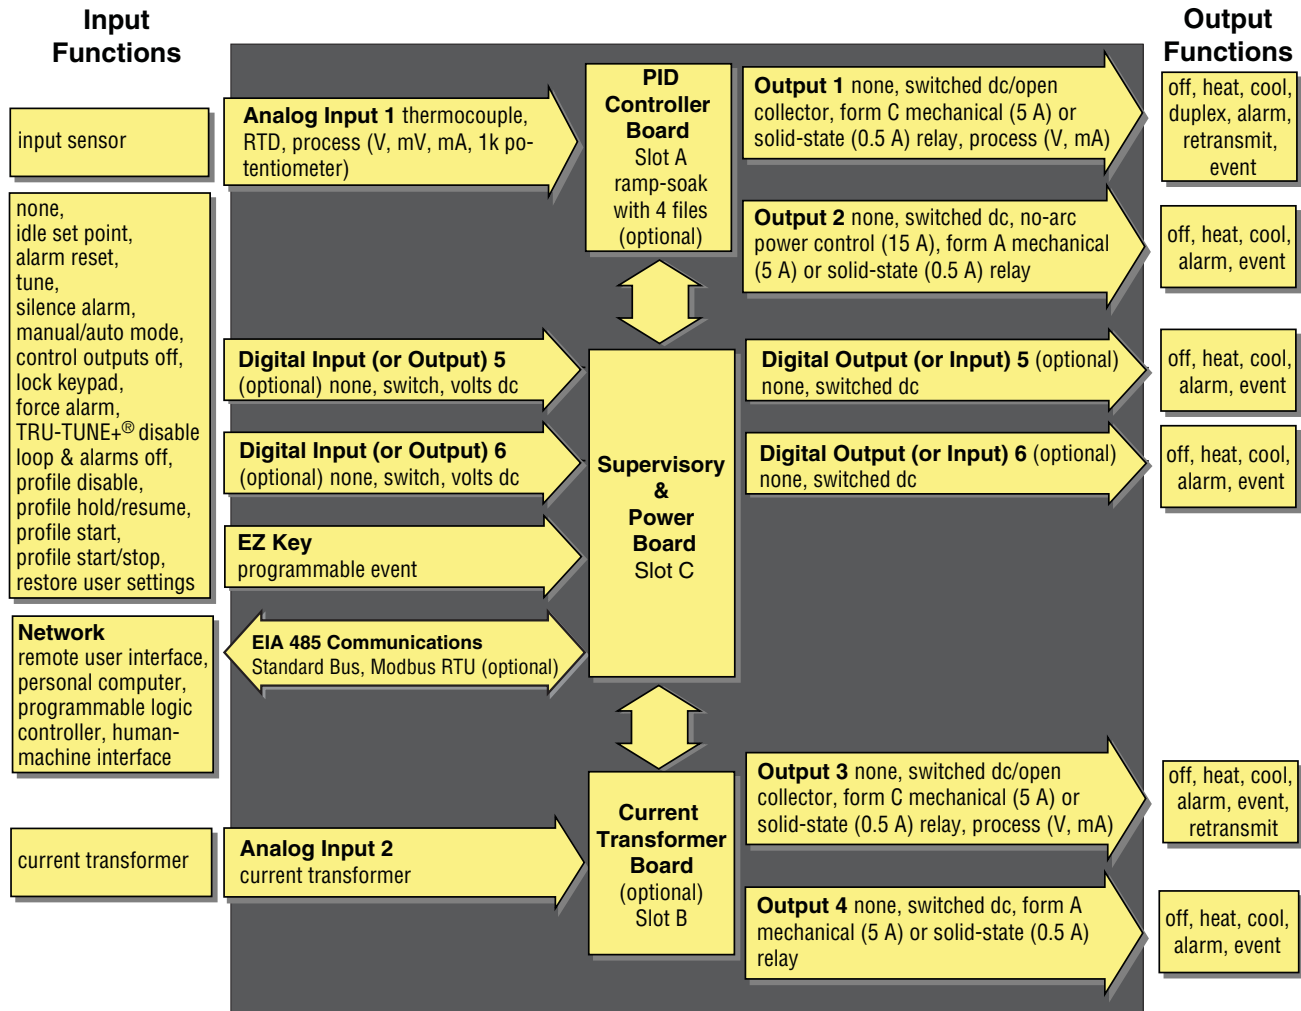 Input
Functions
Output
Functions
input sensor
Analog Input 1 thermocouple,
RTD, process (V, mV, mA, 1k po-
tentiometer)
PID
Controller
Board
Slot A
ramp-soak
with 4 files
(optional)
Output 1 none, switched dc/open
collector, form C mechanical (5 A) or
solid-state (0.5 A) relay, process (V, mA)
off, heat, cool,
duplex, alarm,
retransmit,
event
Output 2 none, switched dc, no-arc
power control (15 A), form A mechanical
(5 A) or solid-state (0.5 A) relay
off, heat, cool,
alarm, event
none,
idle set point,
alarm reset,
tune,
silence alarm,
manual/auto mode,
control outputs off,
lock keypad,
force alarm,
TRU-TUNE+® disable
loop & alarms off,
profile disable,
profile hold/resume,
profile start,
profile start/stop,
restore user settings
Digital Input (or Output) 5
(optional) none, switch, volts dc
Digital Input (or Output) 6
(optional) none, switch, volts dc
EZ Key
programmable event
EIA 485 Communications
Standard Bus, Modbus RTU (optional)
Supervisory
&
Power
Board
Slot C
Digital Output (or Input) 5 (optional)
none, switched dc
off, heat, cool,
alarm, event
Digital Output (or Input) 6 (optional)
none, switched dc
off, heat, cool,
alarm, event
Network
remote user interface,
personal computer,
programmable logic
controller, human-
machine interface
current transformer
Analog Input 2
current transformer
Current
Transformer
Board
(optional)
Slot B
Output 3 none, switched dc/open
collector, form C mechanical (5 A) or
solid-state (0.5 A) relay, process (V, mA)
off, heat, cool,
alarm, event,
retransmit
Output 4 none, switched dc, form A
mechanical (5 A) or solid-state (0.5 A)
relay
off, heat, cool,
alarm, event